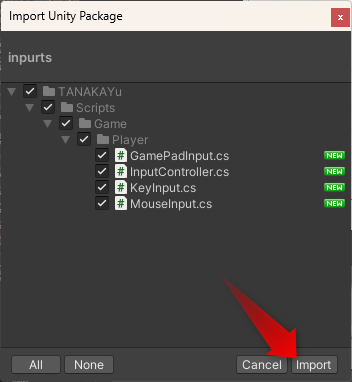 Import Unity Package
x
inpurts
TANAKAYu
Scripts
Game
Player
# GamePadInput.cs NEW
# InputController.cs NEW
# KeyInput.cs NEW
# MouseInput.cs NEW
All None Cancel Import